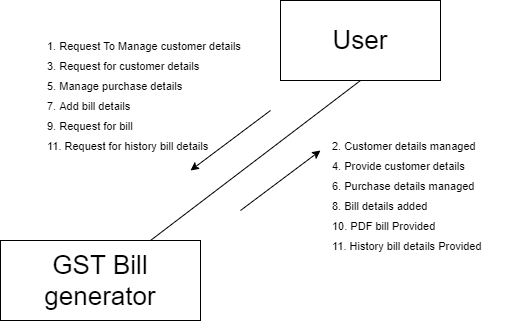 User
1. Request To Manage customer details
3. Request for customer details
5. Manage purchase details
7. Add bill details
9. Request for bill
11. Request for history bill details
2. Customer details managed
4. Provide customer details
6. Purchase details managed
8. Bill details added
10. PDF bill Provided
11. History bill details Provided
GST Bill
generator